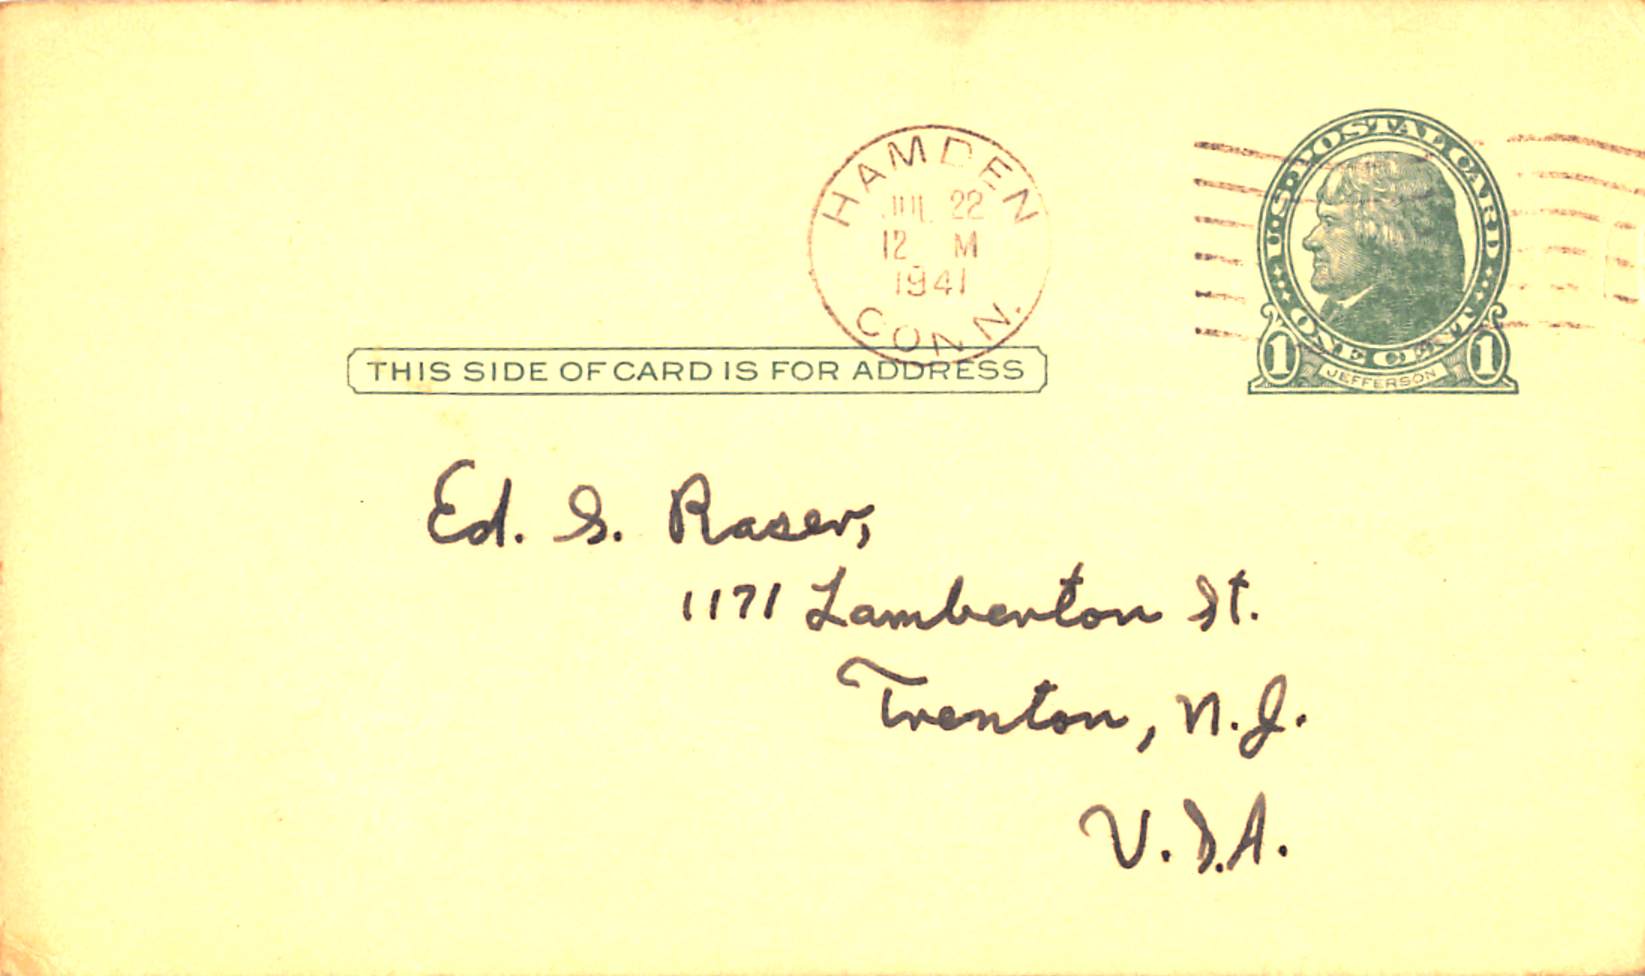 HAMDEN
JUL 22
12 M
1941
CONN.
U.S. POSTAL CARD
ONE CENT
1 JEFFERSON 1
THIS SIDE OF CARD IS FOR ADDRESS
Ed. S. Raser,
1171 Lamberton St.
Trenton, N.J.
U.S.A.